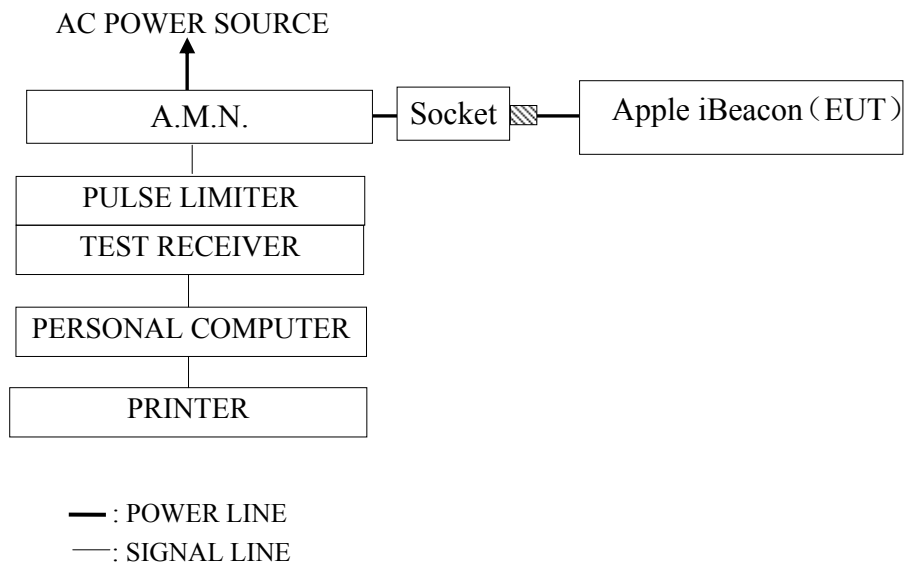 AC POWER SOURCE
A.M.N.
Socket
Apple iBeacon（EUT）
PULSE LIMITER
TEST RECEIVER
PERSONAL COMPUTER
PRINTER
: POWER LINE
: SIGNAL LINE